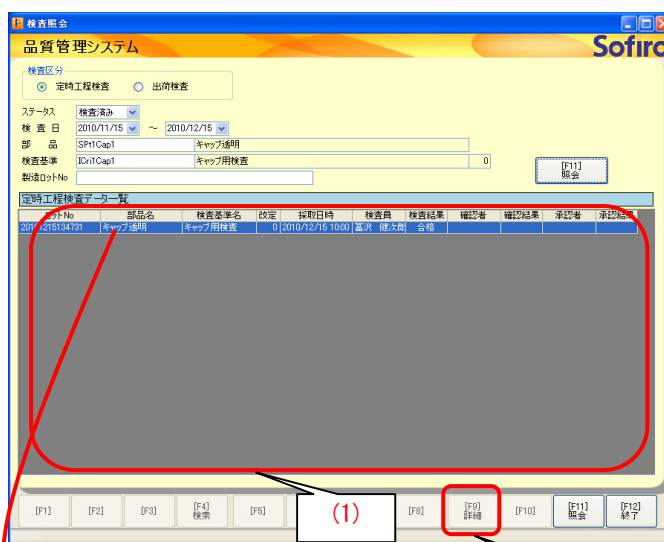 検査照会
品質管理システム Sofirc
検査区分
定時工程検査 出荷検査
ステータス 検査済み
検 査 日 2010/11/15 ～ 2010/12/15
部 品 SPt1Cap1 キャップ透明
検査基準 ICri1Cap1 キャップ用検査 0
製造ロットNo
[F11]
照会
定時工程検査データ一覧
ロットNo 部品名 検査基準名 改定 採取日時 検査員 検査結果 確認者 確認結果 承認者 承認結果
20101215134731 キャップ透明 キャップ用検査 0 2010/12/15 10:00 富沢 健次郎 合格
(1)
[F1] [F2] [F3] [F4] 検索 [F5] [F8] [F9] 詳細 [F10] [F11] 照会 [F12] 終了